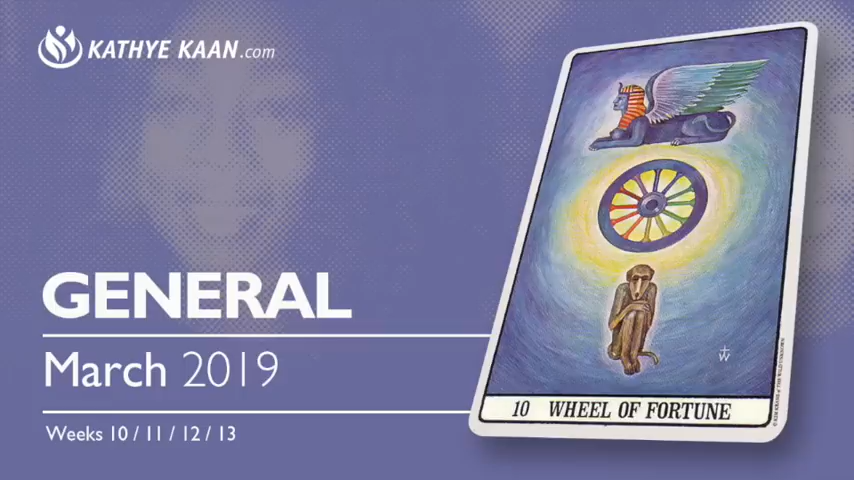 KATHYE KAAN.com
GENERAL
March 2019
Weeks 10 / 11 / 12 / 13
10 WHEEL OF FORTUNE